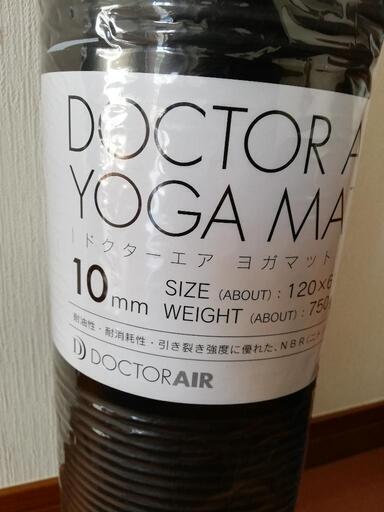 DOCTOR A
YOGA MA
ドクターエア ヨガマット
10mm
SIZE (ABOUT) : 120×6
WEIGHT (ABOUT) : 750
耐油性・耐消耗性・引き裂き強度に優れた、NBR(ニト
DOCTORAIR